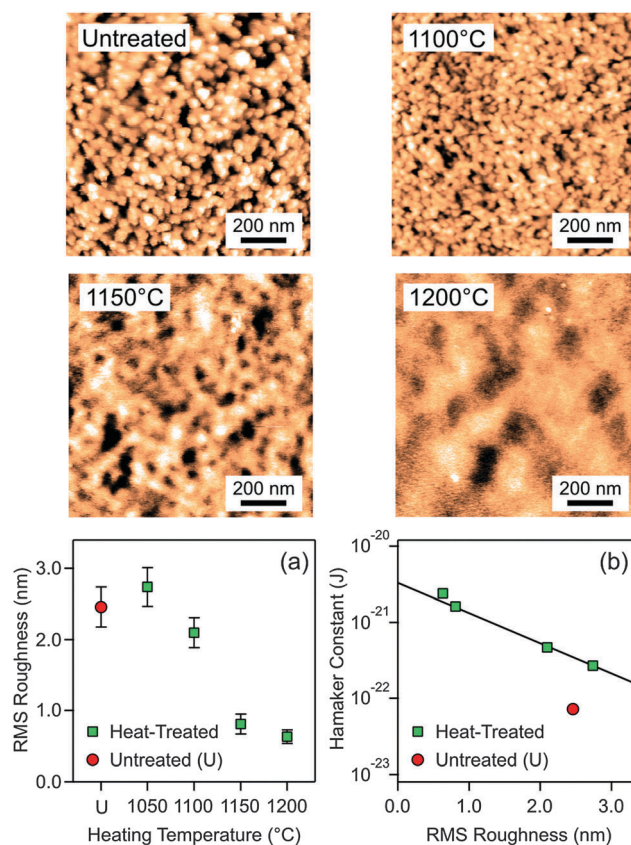 Untreated
1100°C
200 nm
200 nm
1150°C
1200°C
200 nm
200 nm
(a)
RMS Roughness (nm)
3.0
2.0
1.0
0.0
Heat-Treated
Untreated (U)
U 1050 1100 1150 1200
Heating Temperature (°C)
(b)
Hamaker Constant (J)
10⁻²⁰
10⁻²¹
10⁻²²
10⁻²³
Heat-Treated
Untreated (U)
0.0 1.0 2.0 3.0
RMS Roughness (nm)